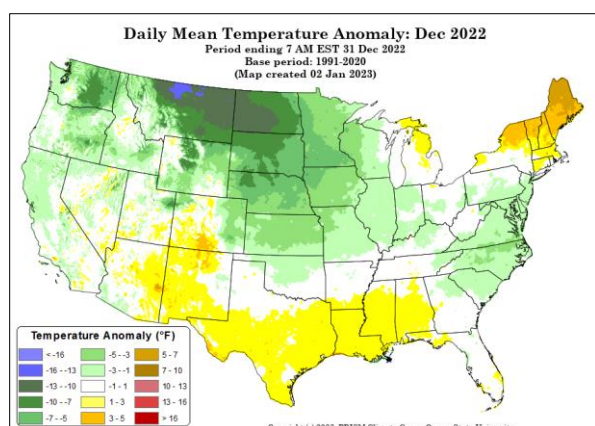 Daily Mean Temperature Anomaly: Dec 2022
Period ending 7 AM EST 31 Dec 2022
Base period: 1991-2020
(Map created 02 Jan 2023)
Temperature Anomaly (°F)
< -16
-5 - -3
5 - 7
-16 - -13
-3 - -1
7 - 10
-13 - -10
-1 - 1
10 - 13
-10 - -7
1 - 3
13 - 16
-7 - -5
3 - 5
> 16